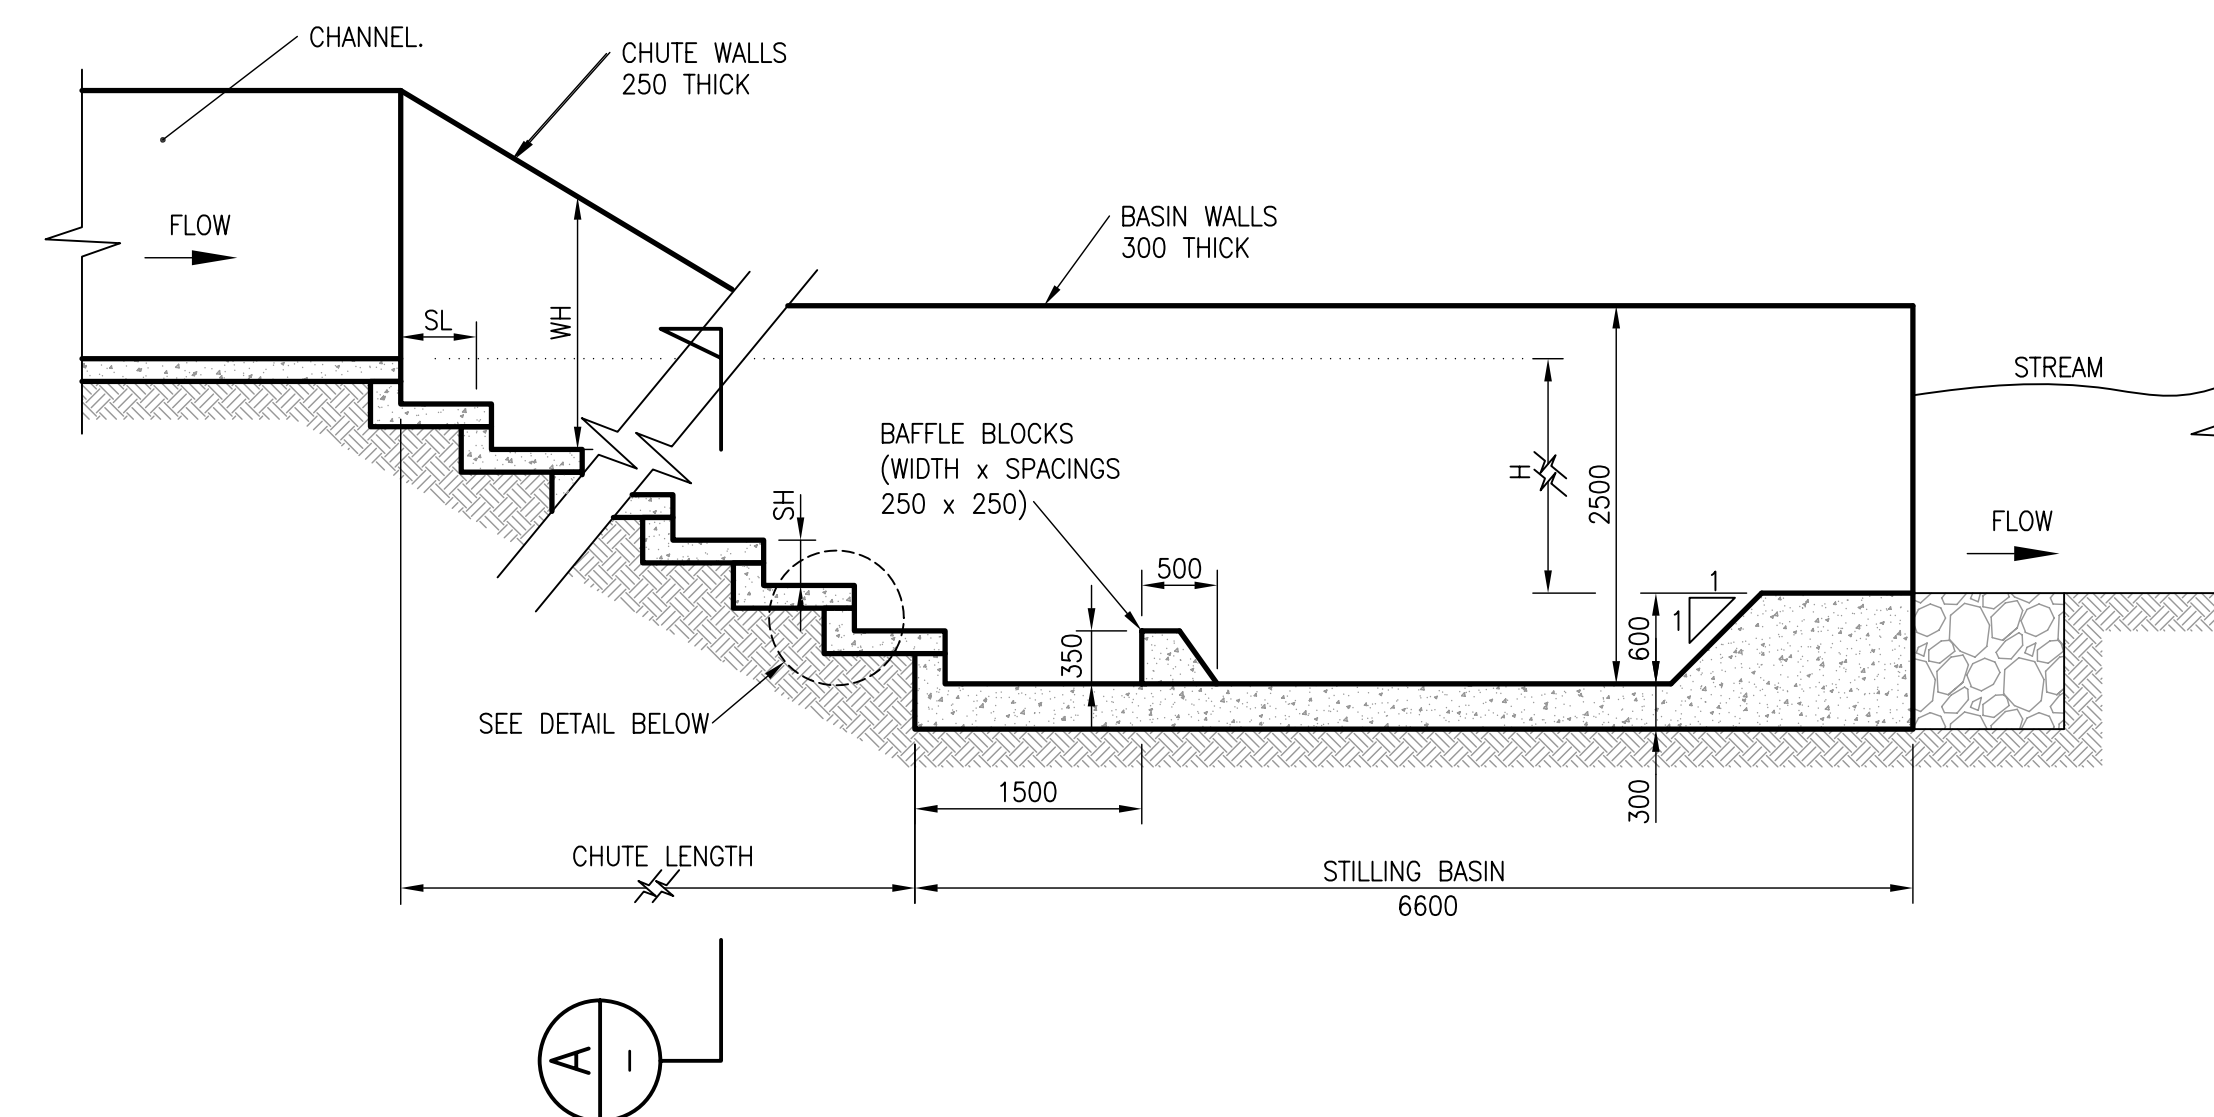 CHANNEL.
CHUTE WALLS
250 THICK
FLOW
BASIN WALLS
300 THICK
SL
WH
STREAM
BAFFLE BLOCKS
(WIDTH x SPACINGS
250 x 250)
H
2500
SH
FLOW
500
1
1
350
600
SEE DETAIL BELOW
1500
300
CHUTE LENGTH
STILLING BASIN
6600
A
–